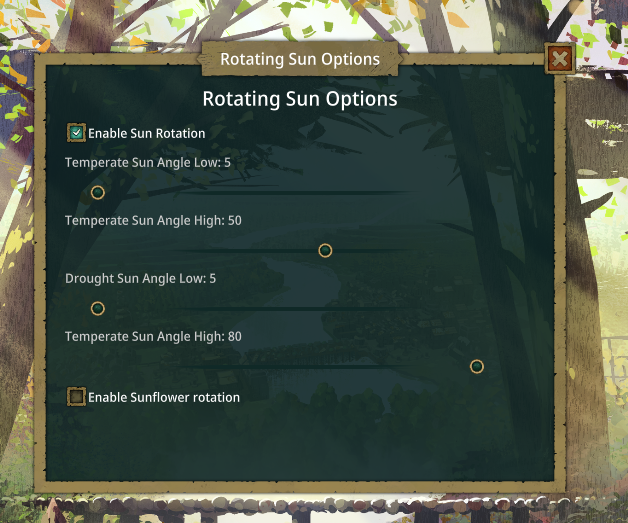 Rotating Sun Options
Rotating Sun Options
Enable Sun Rotation
Temperate Sun Angle Low: 5
Temperate Sun Angle High: 50
Drought Sun Angle Low: 5
Temperate Sun Angle High: 80
Enable Sunflower rotation